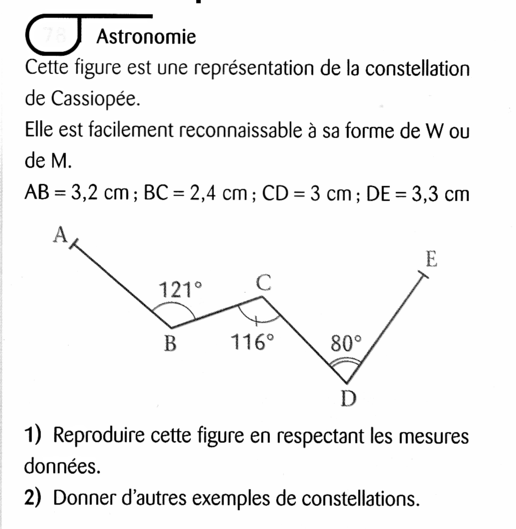 78
Astronomie
Cette figure est une représentation de la constellation
de Cassiopée.
Elle est facilement reconnaissable à sa forme de W ou
de M.
AB = 3,2 cm ; BC = 2,4 cm ; CD = 3 cm ; DE = 3,3 cm
A
E
121°
C
B
116°
80°
D
1) Reproduire cette figure en respectant les mesures
données.
2) Donner d'autres exemples de constellations.